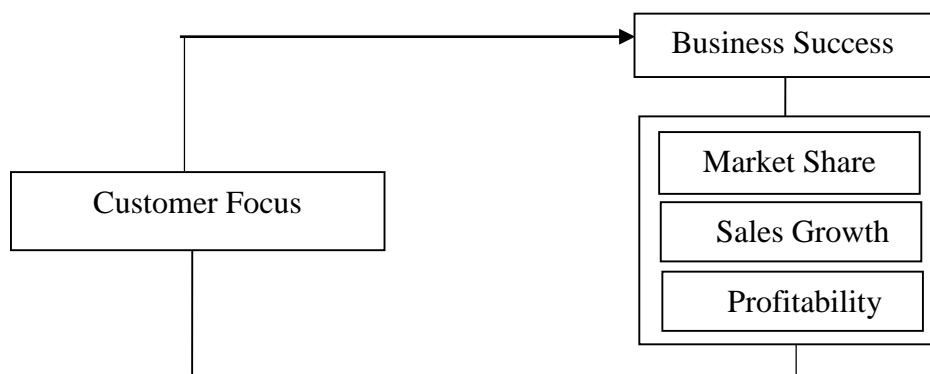 Business Success
Market Share
Customer Focus
Sales Growth
Profitability